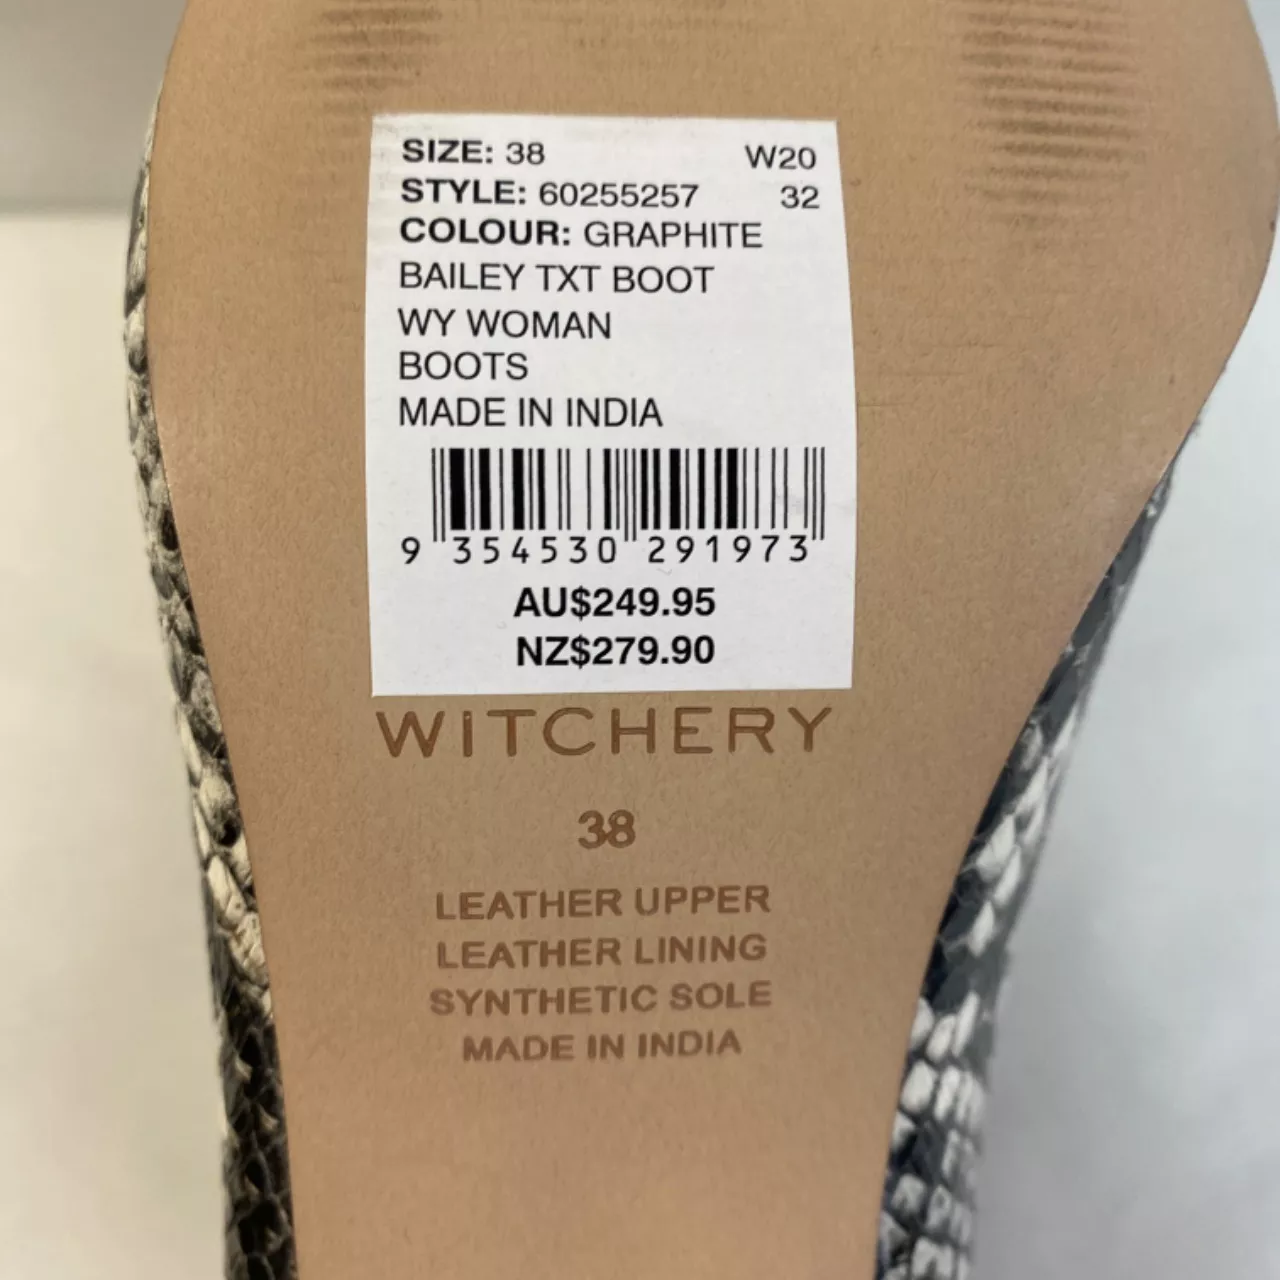 SIZE: 38 W20
STYLE: 60255257 32
COLOUR: GRAPHITE
BAILEY TXT BOOT
WY WOMAN
BOOTS
MADE IN INDIA
9 354530 291973
AU$249.95
NZ$279.90
WITCHERY
38
LEATHER UPPER
LEATHER LINING
SYNTHETIC SOLE
MADE IN INDIA